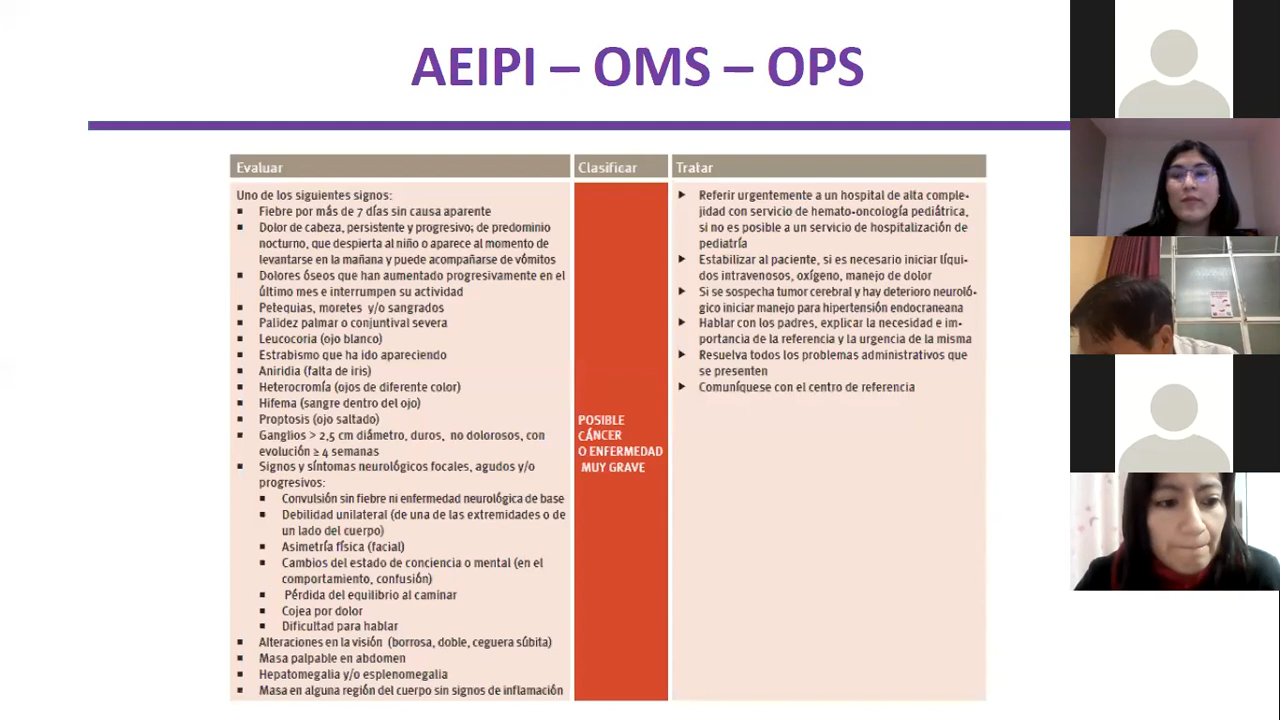 AEIPI – OMS – OPS
Evaluar
Clasificar
Tratar
Uno de los siguientes signos:
▪ Fiebre por más de 7 días sin causa aparente
▪ Dolor de cabeza, persistente y progresivo; de predominio
nocturno, que despierta al niño o aparece al momento de
levantarse en la mañana y puede acompañarse de vómitos
▪ Dolores óseos que han aumentado progresivamente en el
último mes e interrumpen su actividad
▪ Petequias, moretes y/o sangrados
▪ Palidez palmar o conjuntival severa
▪ Leucocoria (ojo blanco)
▪ Estrabismo que ha ido apareciendo
▪ Aniridia (falta de iris)
▪ Heterocromía (ojos de diferente color)
▪ Hifema (sangre dentro del ojo)
▪ Proptosis (ojo saltado)
▪ Ganglios > 2,5 cm diámetro, duros, no dolorosos, con
evolución ≥ 4 semanas
▪ Signos y síntomas neurológicos focales, agudos y/o
progresivos:
▪ Convulsión sin fiebre ni enfermedad neurológica de base
▪ Debilidad unilateral (de una de las extremidades o de
un lado del cuerpo)
▪ Asimetría física (facial)
▪ Cambios del estado de conciencia o mental (en el
comportamiento, confusión)
▪ Pérdida del equilibrio al caminar
▪ Cojea por dolor
▪ Dificultad para hablar
▪ Alteraciones en la visión (borrosa, doble, ceguera súbita)
▪ Masa palpable en abdomen
▪ Hepatomegalia y/o esplenomegalia
▪ Masa en alguna región del cuerpo sin signos de inflamación
POSIBLE
CÁNCER
O ENFERMEDAD
MUY GRAVE
► Referir urgentemente a un hospital de alta comple-
jidad con servicio de hemato-oncología pediátrica,
si no es posible a un servicio de hospitalización de
pediatría
► Estabilizar al paciente, si es necesario iniciar líqui-
dos intravenosos, oxígeno, manejo de dolor
► Si se sospecha tumor cerebral y hay deterioro neuroló-
gico iniciar manejo para hipertensión endocraneana
► Hablar con los padres, explicar la necesidad e im-
portancia de la referencia y la urgencia de la misma
► Resuelva todos los problemas administrativos que
se presenten
► Comuníquese con el centro de referencia